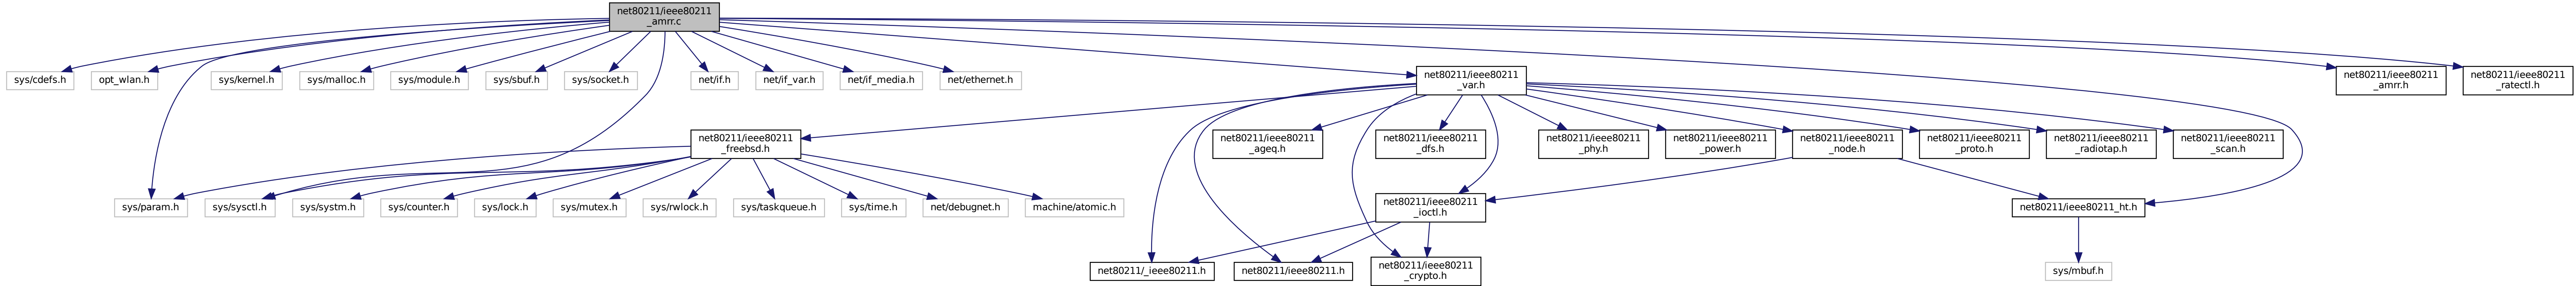 net80211/ieee80211
_amrr.c
sys/cdefs.h
opt_wlan.h
sys/kernel.h
sys/malloc.h
sys/module.h
sys/sbuf.h
sys/socket.h
net/if.h
net/if_var.h
net/if_media.h
net/ethernet.h
net80211/ieee80211
_var.h
net80211/ieee80211
_amrr.h
net80211/ieee80211
_ratectl.h
net80211/ieee80211
_freebsd.h
net80211/ieee80211
_ageq.h
net80211/ieee80211
_dfs.h
net80211/ieee80211
_phy.h
net80211/ieee80211
_power.h
net80211/ieee80211
_node.h
net80211/ieee80211
_proto.h
net80211/ieee80211
_radiotap.h
net80211/ieee80211
_scan.h
sys/param.h
sys/sysctl.h
sys/systm.h
sys/counter.h
sys/lock.h
sys/mutex.h
sys/rwlock.h
sys/taskqueue.h
sys/time.h
net/debugnet.h
machine/atomic.h
net80211/ieee80211
_ioctl.h
net80211/ieee80211_ht.h
net80211/_ieee80211.h
net80211/ieee80211.h
net80211/ieee80211
_crypto.h
sys/mbuf.h